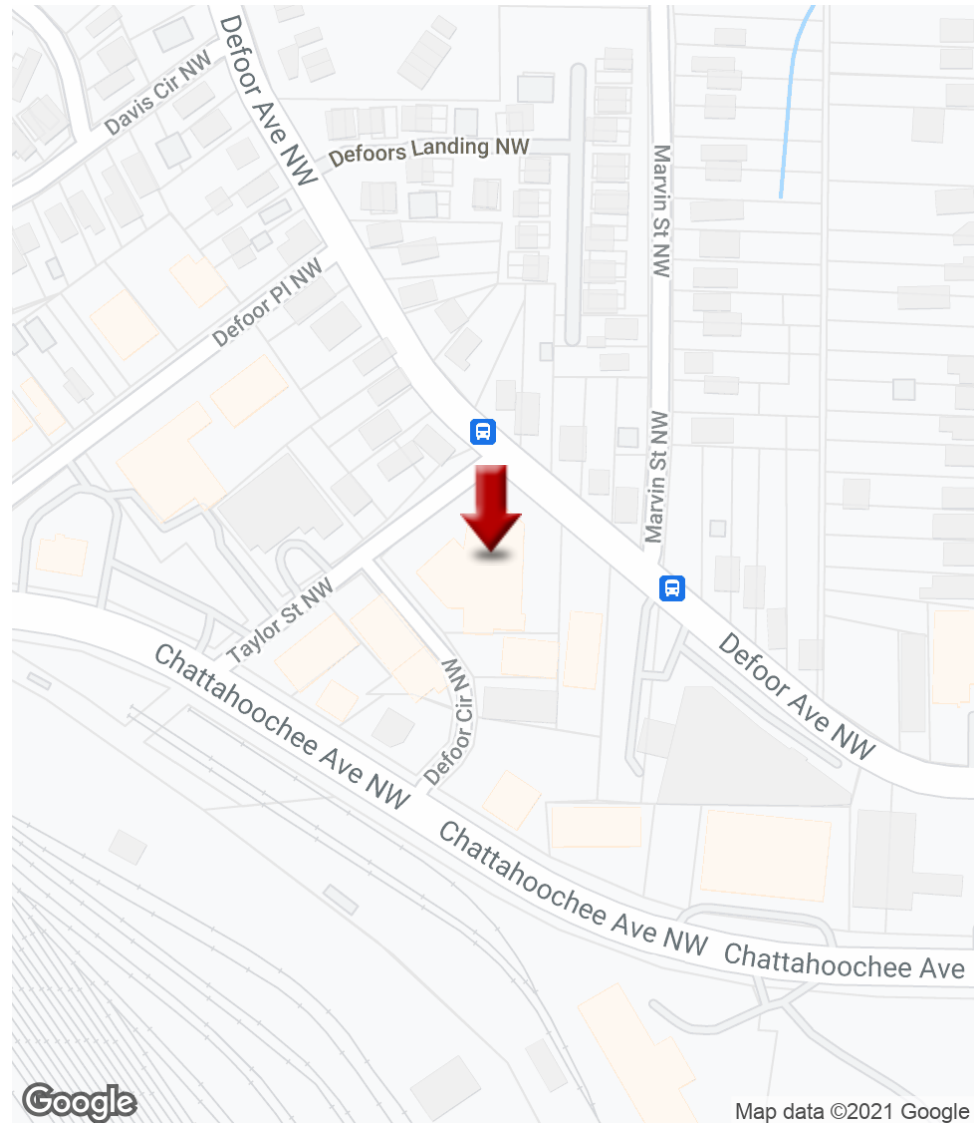 Defoor Ave NW
Davis Cir NW
Defoors Landing NW
Marvin St NW
Defoor Pl NW
Marvin St NW
Taylor St NW
Chattahoochee Ave NW
Defoor Cir NW
Defoor Ave NW
Chattahoochee Ave NW
Chattahoochee Ave
Google
Map data ©2021 Google